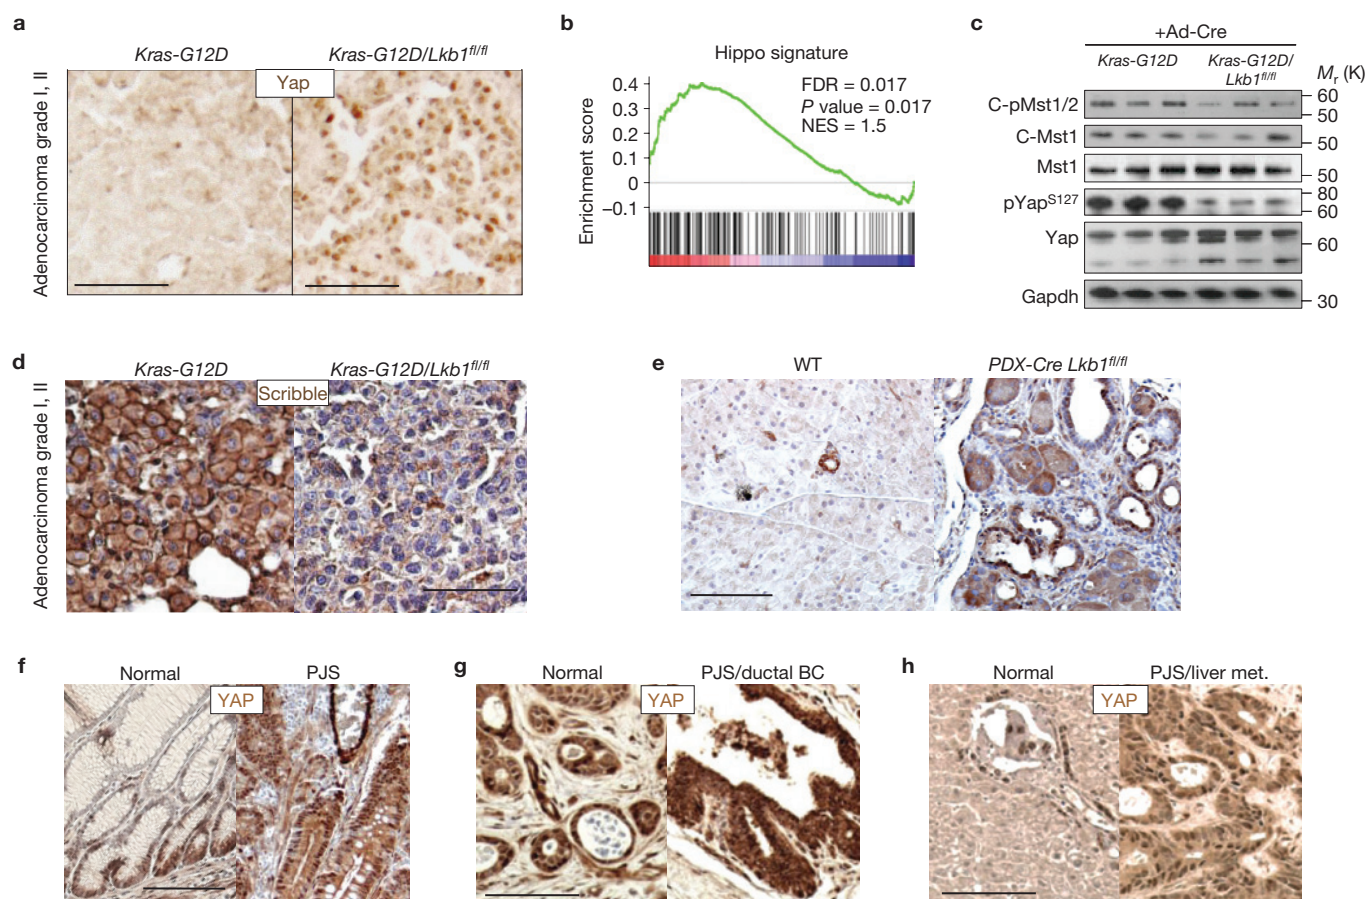 a
Kras-G12D
Kras-G12D/Lkb1fl/fl
Yap
Adenocarcinoma grade I, II
b
Hippo signature
FDR = 0.017
P value = 0.017
NES = 1.5
Enrichment score
0.4
0.3
0.2
0.1
0
–0.1
c
+Ad-Cre
Kras-G12D
Kras-G12D/
Lkb1fl/fl
Mr (K)
C-pMst1/2
60
50
C-Mst1
50
Mst1
50
pYapS127
80
60
Yap
60
Gapdh
30
d
Kras-G12D
Kras-G12D/Lkb1fl/fl
Scribble
Adenocarcinoma grade I, II
e
WT
PDX-Cre Lkb1fl/fl
f
Normal
PJS
YAP
g
Normal
PJS/ductal BC
YAP
h
Normal
PJS/liver met.
YAP